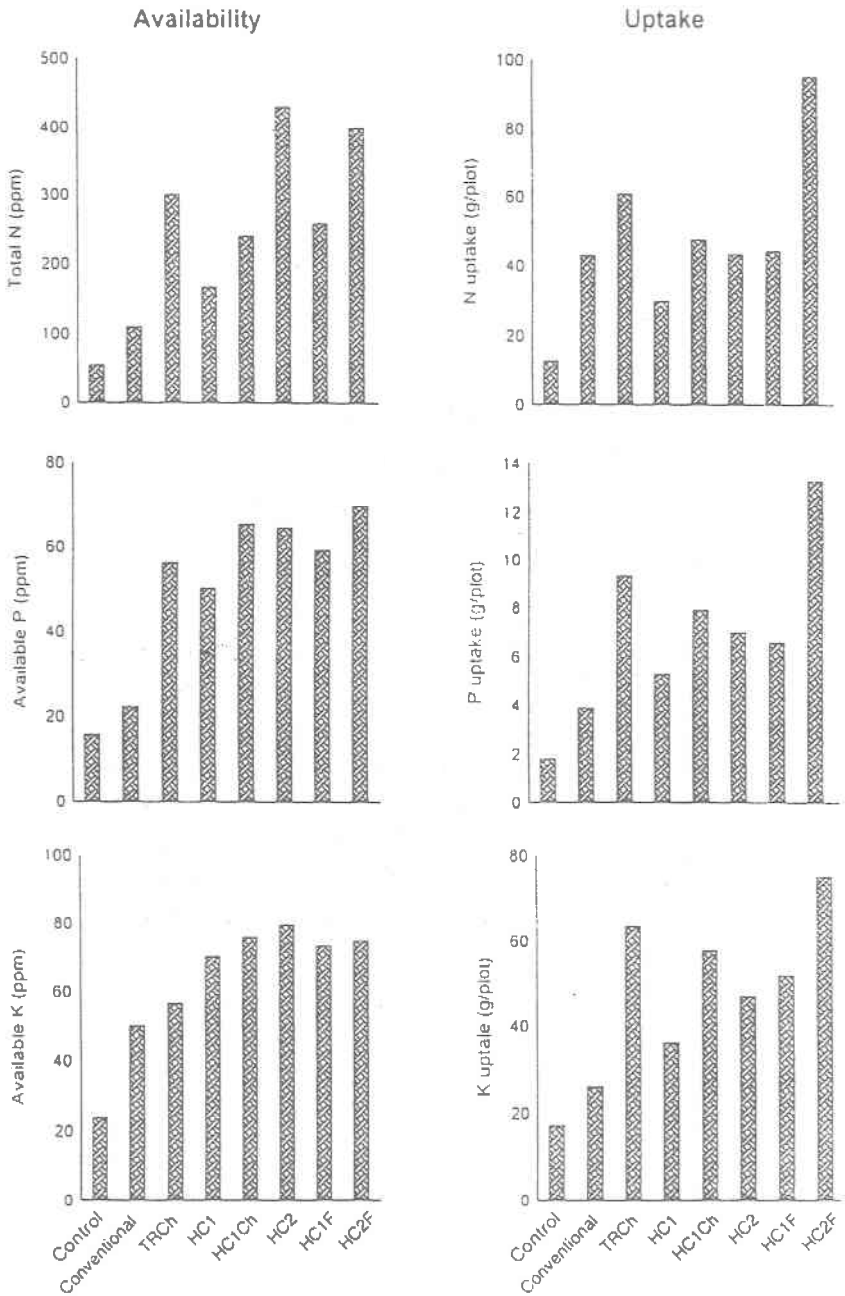 Availability
Uptake
500
400
300
200
100
0
Total N (ppm)
100
80
60
40
20
0
N uptake (g/plot)
80
60
40
20
0
Available P (ppm)
14
12
10
8
6
4
2
0
P uptake (g/plot)
100
80
60
40
20
0
Available K (ppm)
Control
Conventional
TRCh
HC1
HC1Ch
HC2
HC1F
HC2F
80
60
40
20
0
K uptale (g/plot)
Control
Conventional
TRCh
HC1
HC1Ch
HC2
HC1F
HC2F